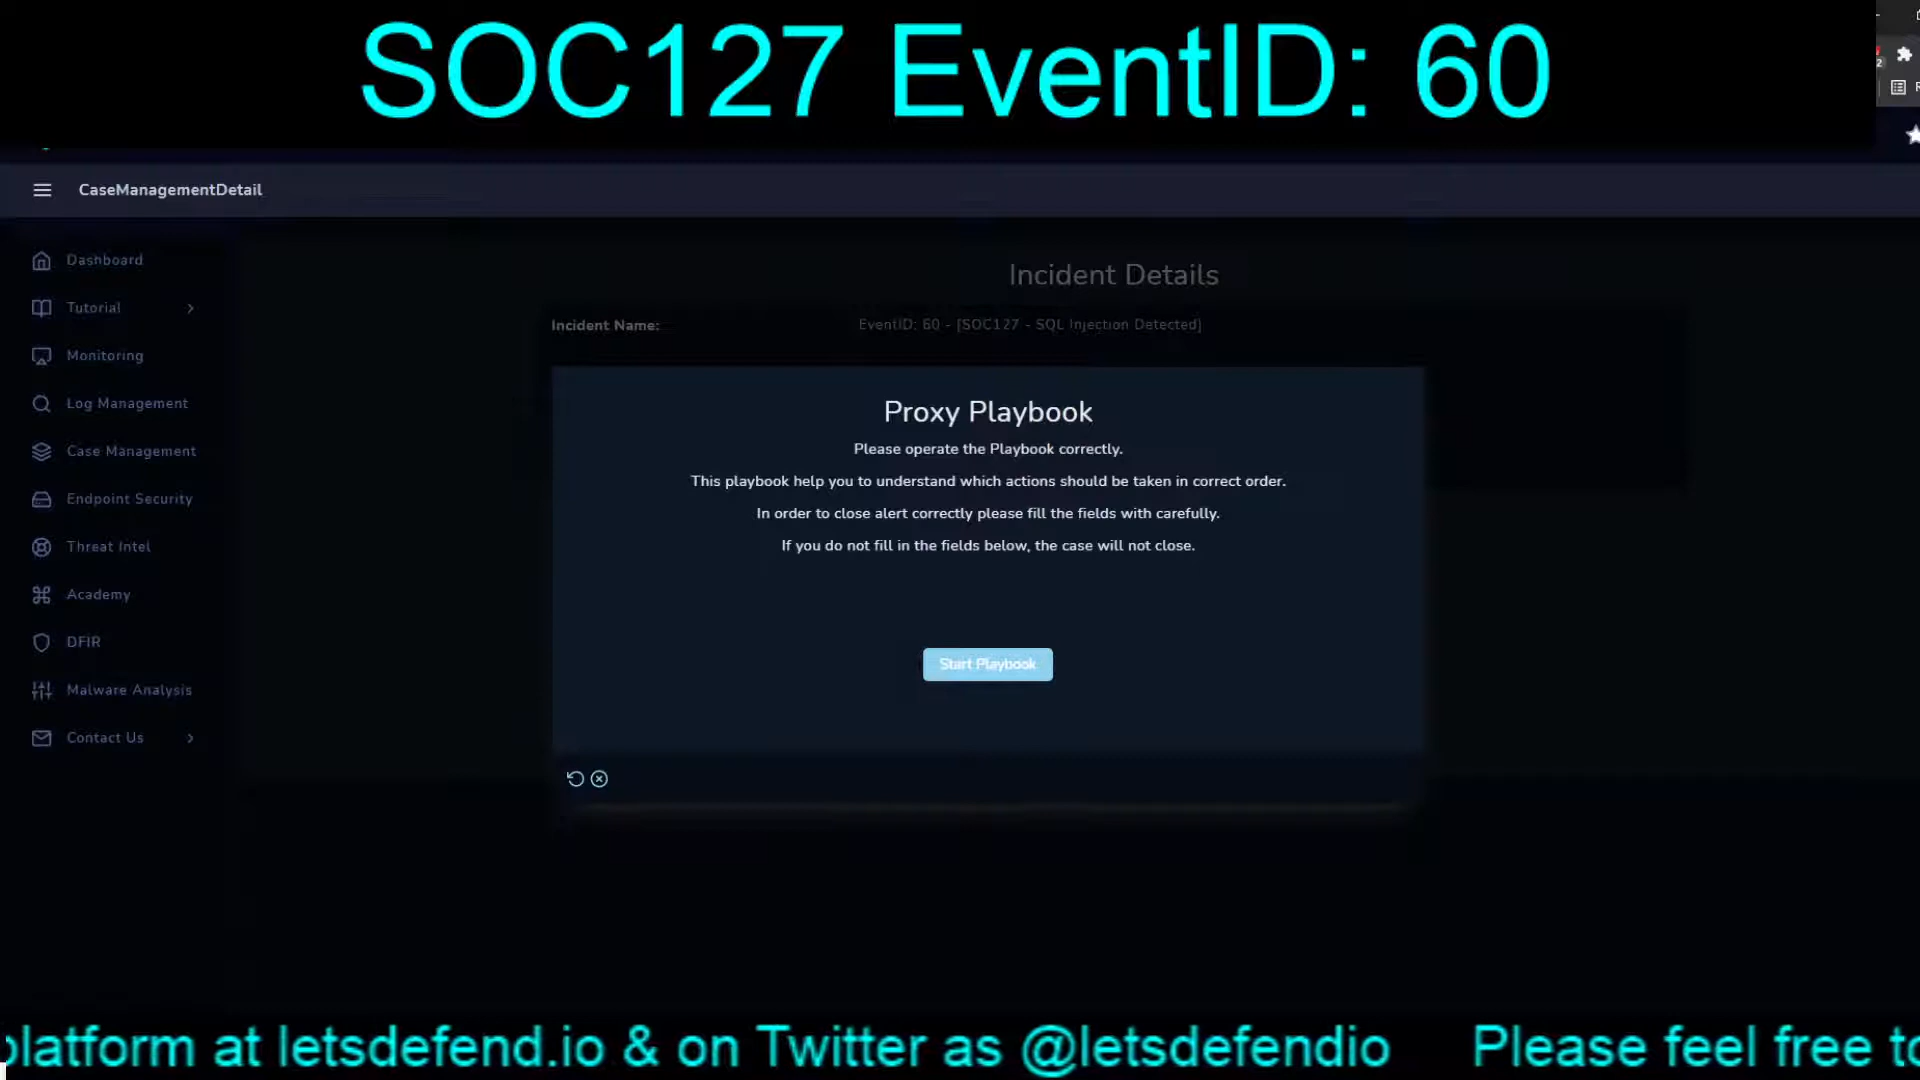 SOC127 EventID: 60
CaseManagementDetail
Dashboard
Tutorial
Monitoring
Log Management
Case Management
Endpoint Security
Threat Intel
Academy
DFIR
Malware Analysis
Contact Us
Incident Details
Incident Name:
EventID: 60 - [SOC127 - SQL Injection Detected]
Proxy Playbook
Please operate the Playbook correctly.
This playbook help you to understand which actions should be taken in correct order.
In order to close alert correctly please fill the fields with carefully.
If you do not fill in the fields below, the case will not close.
Start Playbook
platform at letsdefend.io & on Twitter as @letsdefendio Please feel free to